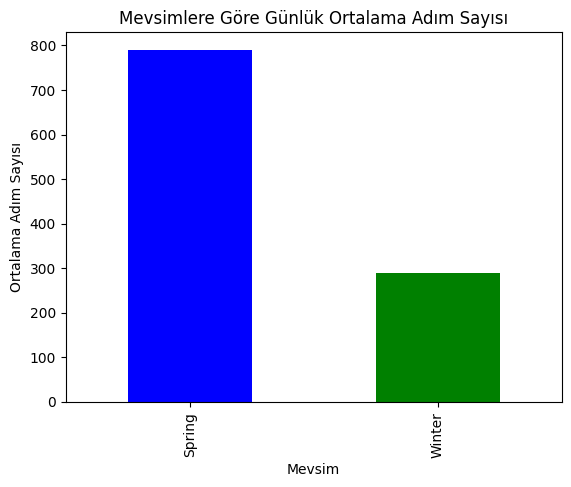 Mevsimlere Göre Günlük Ortalama Adım Sayısı
Ortalama Adım Sayısı
800
700
600
500
400
300
200
100
0
Spring
Winter
Mevsim